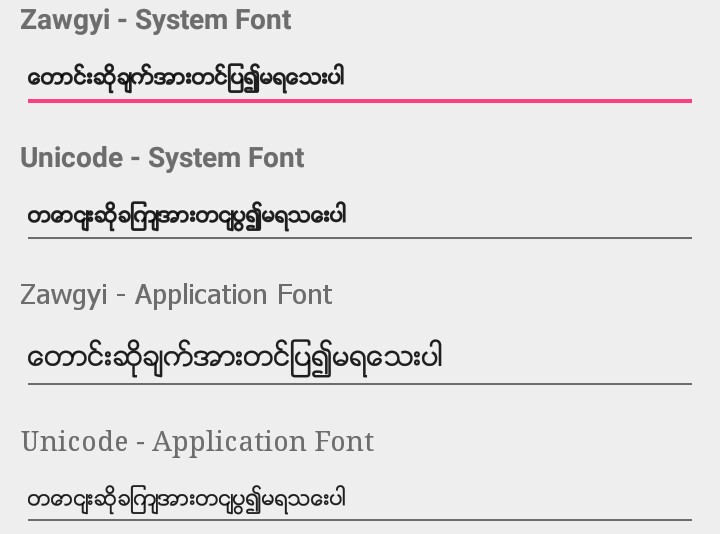 Zawgyi - System Font
တောင်းဆိုချက်အားတင်ပြ၍မရသေးပါ
Unicode - System Font
တဧာငျးဆိုခကြျအားတငျပွ၍မရသးေပါ
Zawgyi - Application Font
တောင်းဆိုချက်အားတင်ပြ၍မရသေးပါ
Unicode - Application Font
တဧာငျးဆိုခကြျအားတငျပွ၍မရသးေပါ